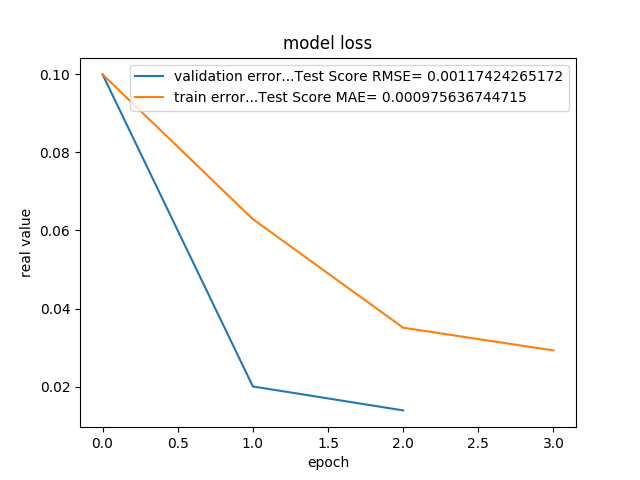 model loss
validation error...Test Score RMSE= 0.00117424265172
train error...Test Score MAE= 0.000975636744715
0.10
0.08
0.06
0.04
0.02
real value
0.0 0.5 1.0 1.5 2.0 2.5 3.0
epoch